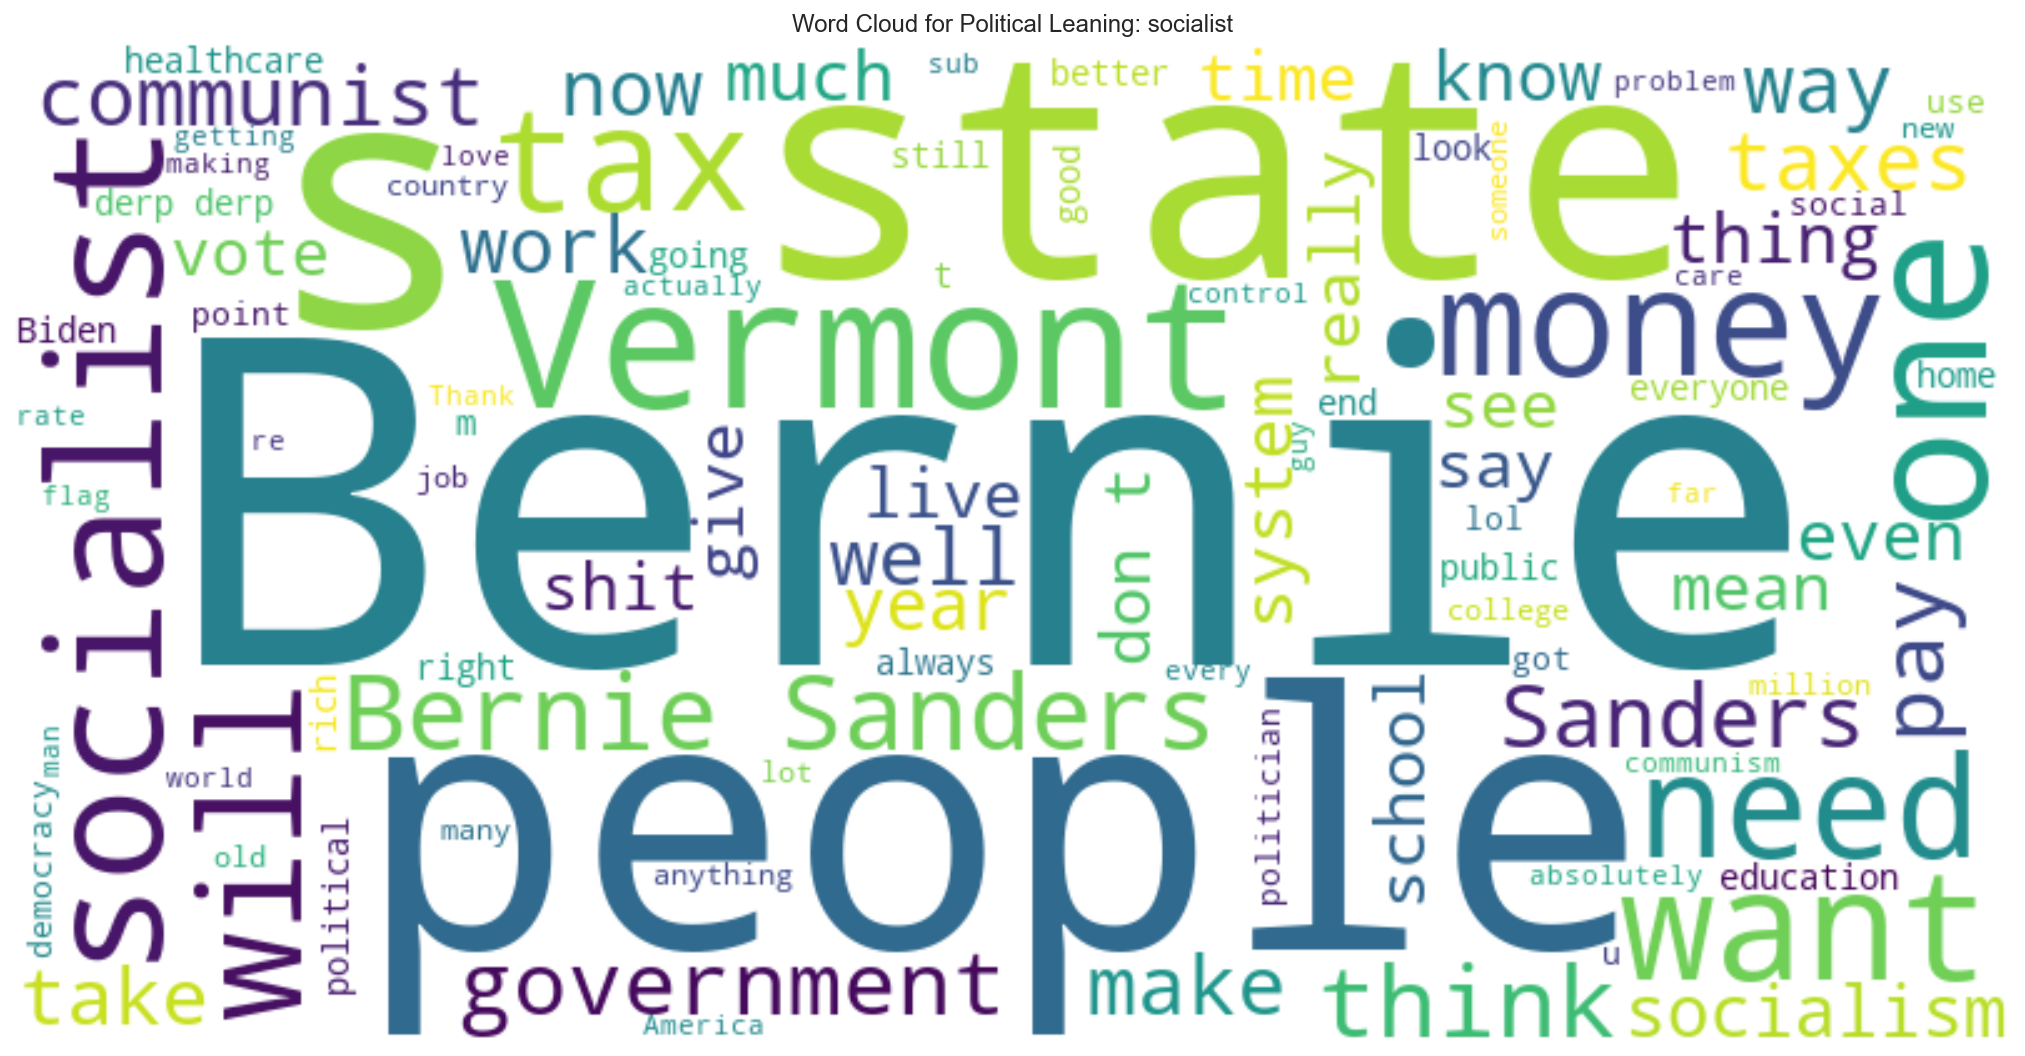 Word Cloud for Political Leaning: socialist
healthcare
communist
now
much
sub
better
time
know
problem
way
use
new
getting
making
love
country
tax
s
state
still
good
look
someone
taxes
social
derp derp
vote
work
going
actually
t
control
really
thing
care
one
socialist
Biden
point
Vermont
money
home
rate
re
Thank
m
job
Bernie
give
live
well
year
shit
don t
system
guy
end
see
everyone
say
lol
far
public
college
even
mean
pay
flag
right
always
every
got
rich
Bernie Sanders
school
Sanders
million
will
world
man
democracy
old
political
people
many
anything
lot
politician
communism
need
absolutely
education
want
u
take
government
America
make
think
socialism